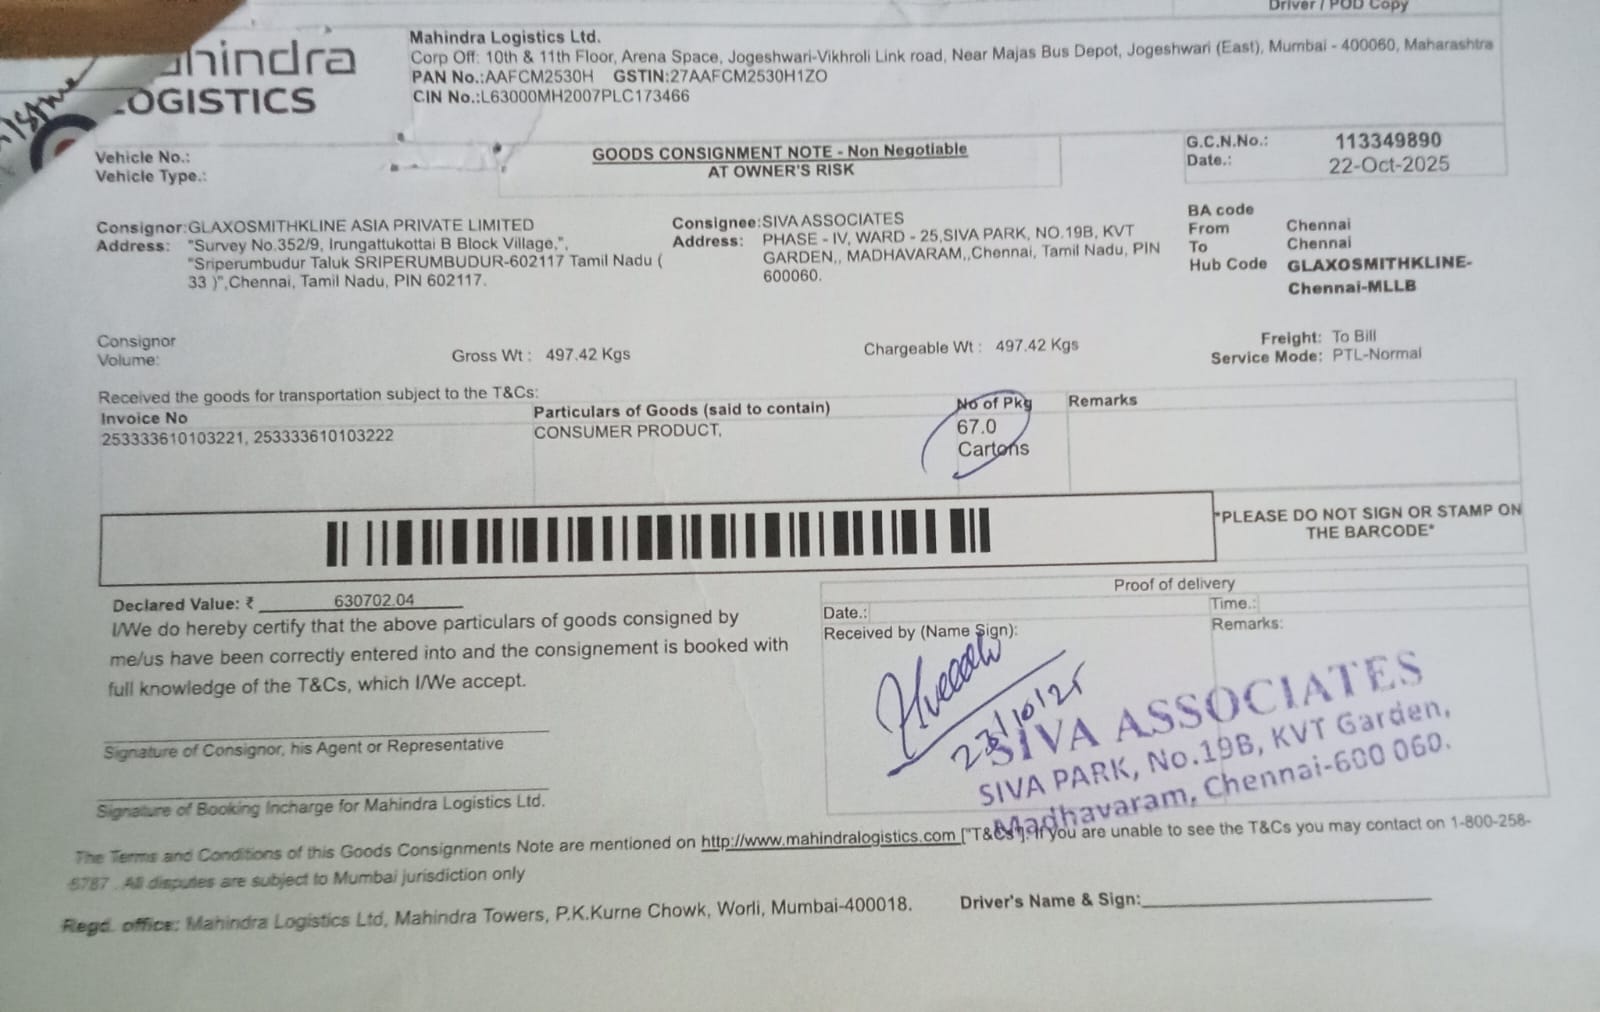 Driver / POD Copy
Mahindra Logistics Ltd.
Corp Off: 10th & 11th Floor, Arena Space, Jogeshwari-Vikhroli Link road, Near Majas Bus Depot, Jogeshwari (East), Mumbai - 400060, Maharashtra
PAN No.:AAFCM2530H GSTIN:27AAFCM2530H1ZO
CIN No.:L63000MH2007PLC173466
LOGISTICS
Vehicle No.:
Vehicle Type.:
GOODS CONSIGNMENT NOTE - Non Negotiable
AT OWNER'S RISK
G.C.N.No.: 113349890
Date.: 22-Oct-2025
Consignor:GLAXOSMITHKLINE ASIA PRIVATE LIMITED
Address: "Survey No.352/9, Irungattukottai B Block Village,",
"Sriperumbudur Taluk SRIPERUMBUDUR-602117 Tamil Nadu (
33 )",Chennai, Tamil Nadu, PIN 602117.
Consignee:SIVA ASSOCIATES
Address: PHASE - IV, WARD - 25,SIVA PARK, NO.19B, KVT
GARDEN,, MADHAVARAM,,Chennai, Tamil Nadu, PIN
600060.
BA code
From Chennai
To Chennai
Hub Code GLAXOSMITHKLINE-
Chennai-MLLB
Consignor
Volume:
Gross Wt : 497.42 Kgs
Chargeable Wt : 497.42 Kgs
Freight: To Bill
Service Mode: PTL-Normal
Received the goods for transportation subject to the T&Cs:
Invoice No Particulars of Goods (said to contain) No of Pkg Remarks
253333610103221, 253333610103222 CONSUMER PRODUCT, 67.0
Cartons
*PLEASE DO NOT SIGN OR STAMP ON
THE BARCODE*
Declared Value: ₹ 630702.04
I/We do hereby certify that the above particulars of goods consigned by
me/us have been correctly entered into and the consignement is booked with
full knowledge of the T&Cs, which I/We accept.
Signature of Consignor, his Agent or Representative
Signature of Booking Incharge for Mahindra Logistics Ltd.
Proof of delivery
Date.: Time.:
Received by (Name Sign): Remarks:
23/10/25
SIVA ASSOCIATES
SIVA PARK, No.19B, KVT Garden,
Madhavaram, Chennai-600 060.
The Terms and Conditions of this Goods Consignments Note are mentioned on http://www.mahindralogistics.com ["T&Cs"]. If you are unable to see the T&Cs you may contact on 1-800-258-
6787 . All disputes are subject to Mumbai jurisdiction only
Regd. office: Mahindra Logistics Ltd, Mahindra Towers, P.K.Kurne Chowk, Worli, Mumbai-400018.
Driver's Name & Sign: